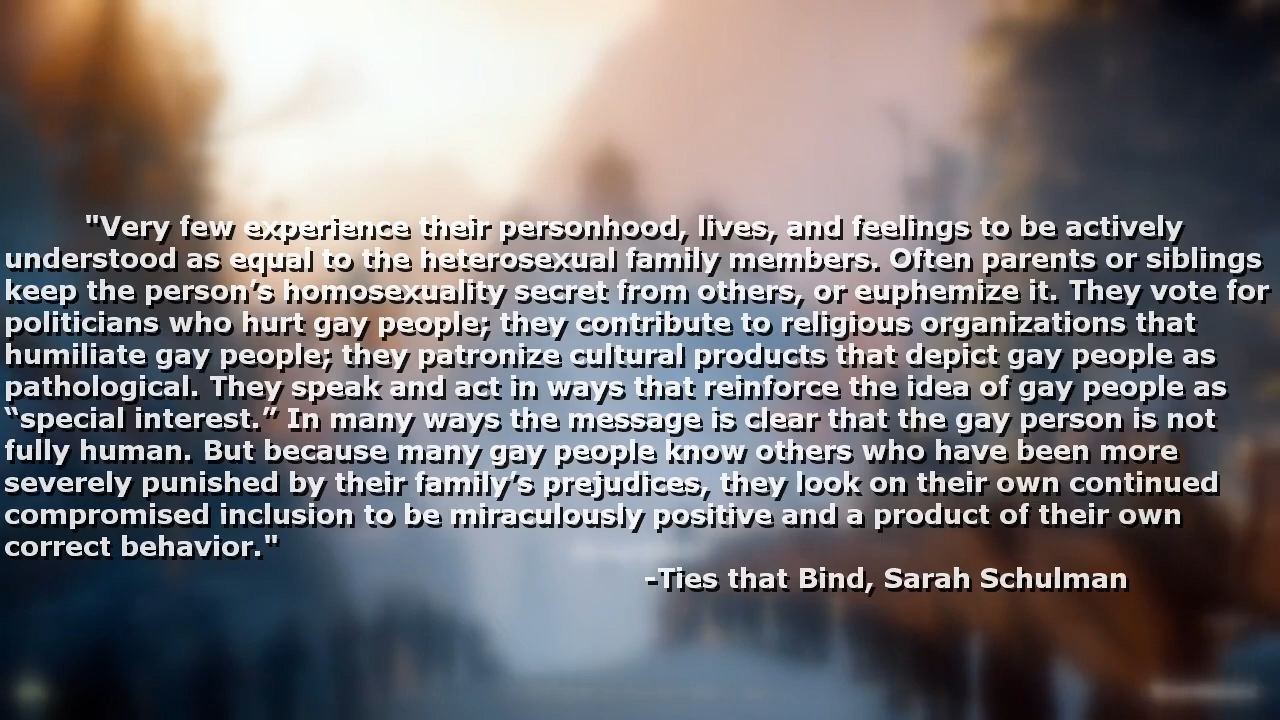 "Very few experience their personhood, lives, and feelings to be actively
understood as equal to the heterosexual family members. Often parents or siblings
keep the person’s homosexuality secret from others, or euphemize it. They vote for
politicians who hurt gay people; they contribute to religious organizations that
humiliate gay people; they patronize cultural products that depict gay people as
pathological. They speak and act in ways that reinforce the idea of gay people as
“special interest.” In many ways the message is clear that the gay person is not
fully human. But because many gay people know others who have been more
severely punished by their family’s prejudices, they look on their own continued
compromised inclusion to be miraculously positive and a product of their own
correct behavior."
-Ties that Bind, Sarah Schulman